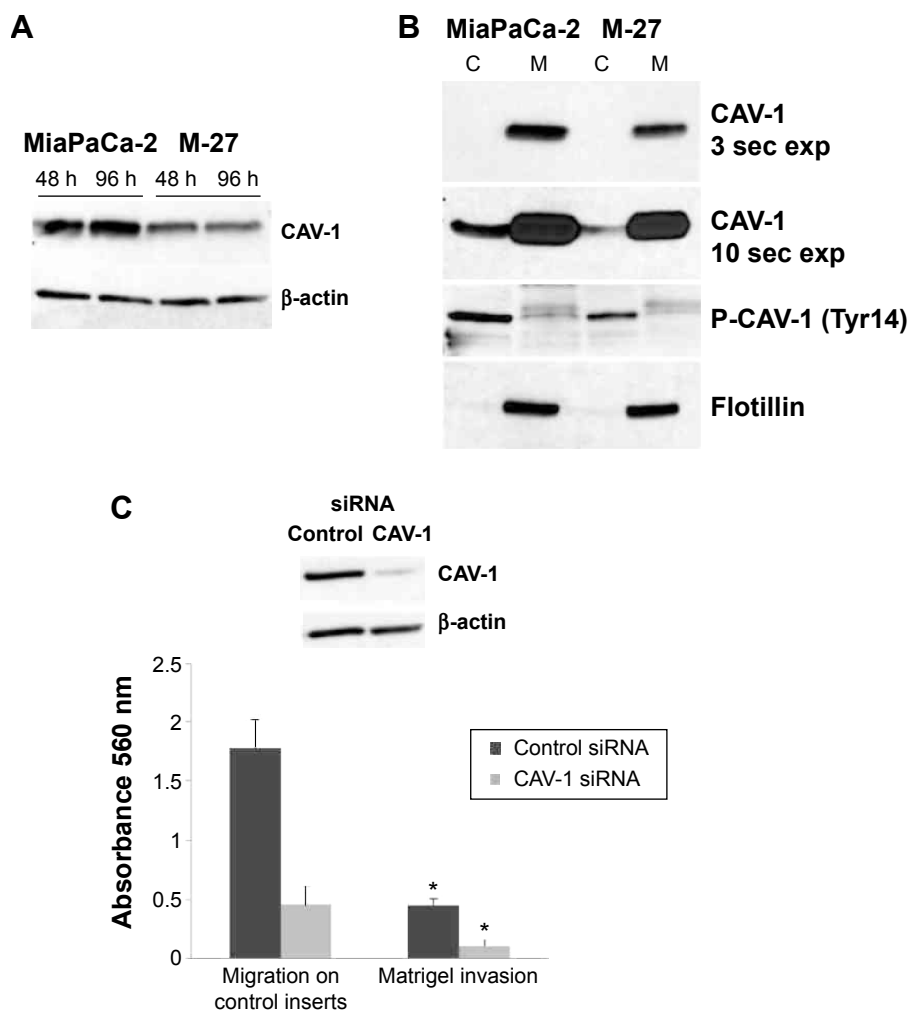 A
MiaPaCa-2 M-27
48 h 96 h 48 h 96 h
CAV-1
β-actin
B
MiaPaCa-2 M-27
C M C M
CAV-1
3 sec exp
CAV-1
10 sec exp
P-CAV-1 (Tyr14)
Flotillin
C
siRNA
Control CAV-1
CAV-1
β-actin
Absorbance 560 nm
2.5
2
1.5
1
0.5
0
* *
Control siRNA
CAV-1 siRNA
Migration on
control inserts
Matrigel invasion